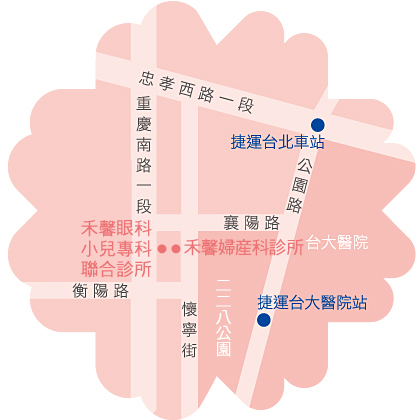 忠孝西路一段
重慶南路一段
捷運台北車站
公園路
襄陽路
禾馨眼科
小兒專科
聯合診所
禾馨婦産科診所
台大醫院
衡陽路
懷寧街
二二八公園
捷運台大醫院站